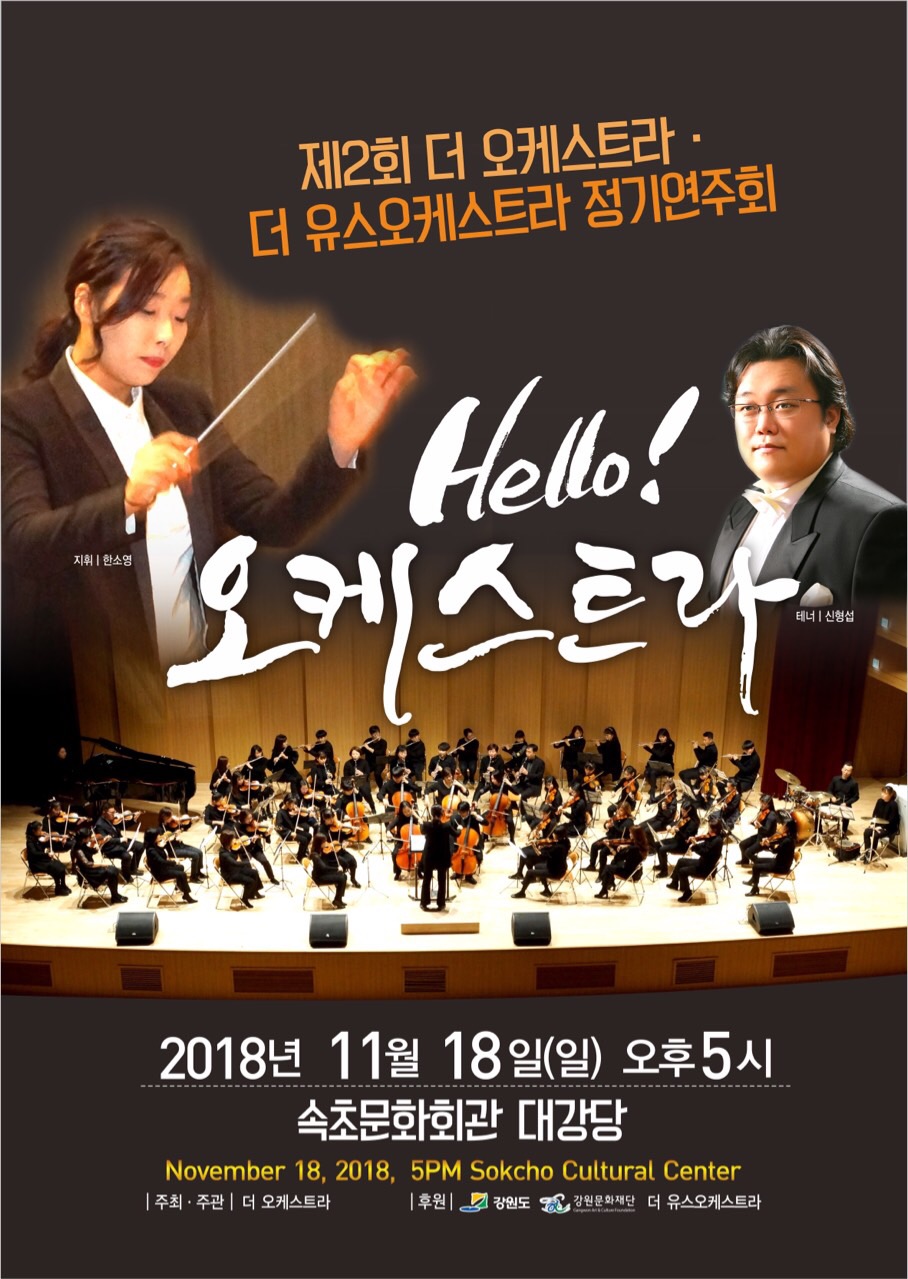 제2회 더 오케스트라 ·
더 유스오케스트라 정기연주회
Hello!
오케스트라
지휘 | 한소영
테너 | 신형섭
2018년 11월 18일(일) 오후 5시
속초문화회관 대강당
November 18, 2018, 5PM Sokcho Cultural Center
| 주최 · 주관 | 더 오케스트라 | 후원 | 강원도 강원문화재단 더 유스오케스트라
Gangwon Art & Culture Foundation